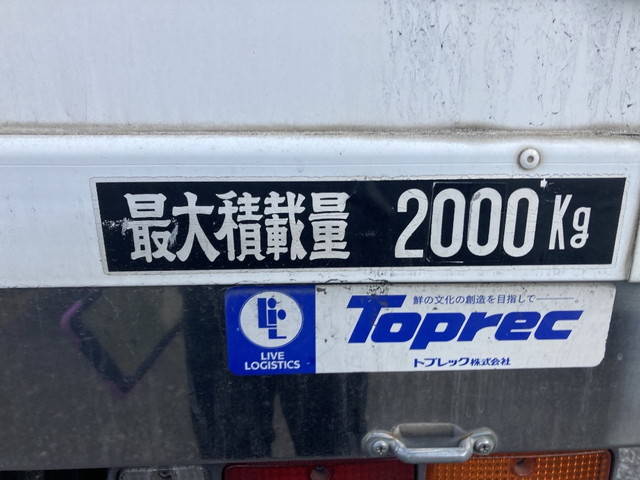 最大積載量 2000Kg
鮮の文化の創造を目指して
Toprec
LIVE
LOGISTICS
トプレック株式会社